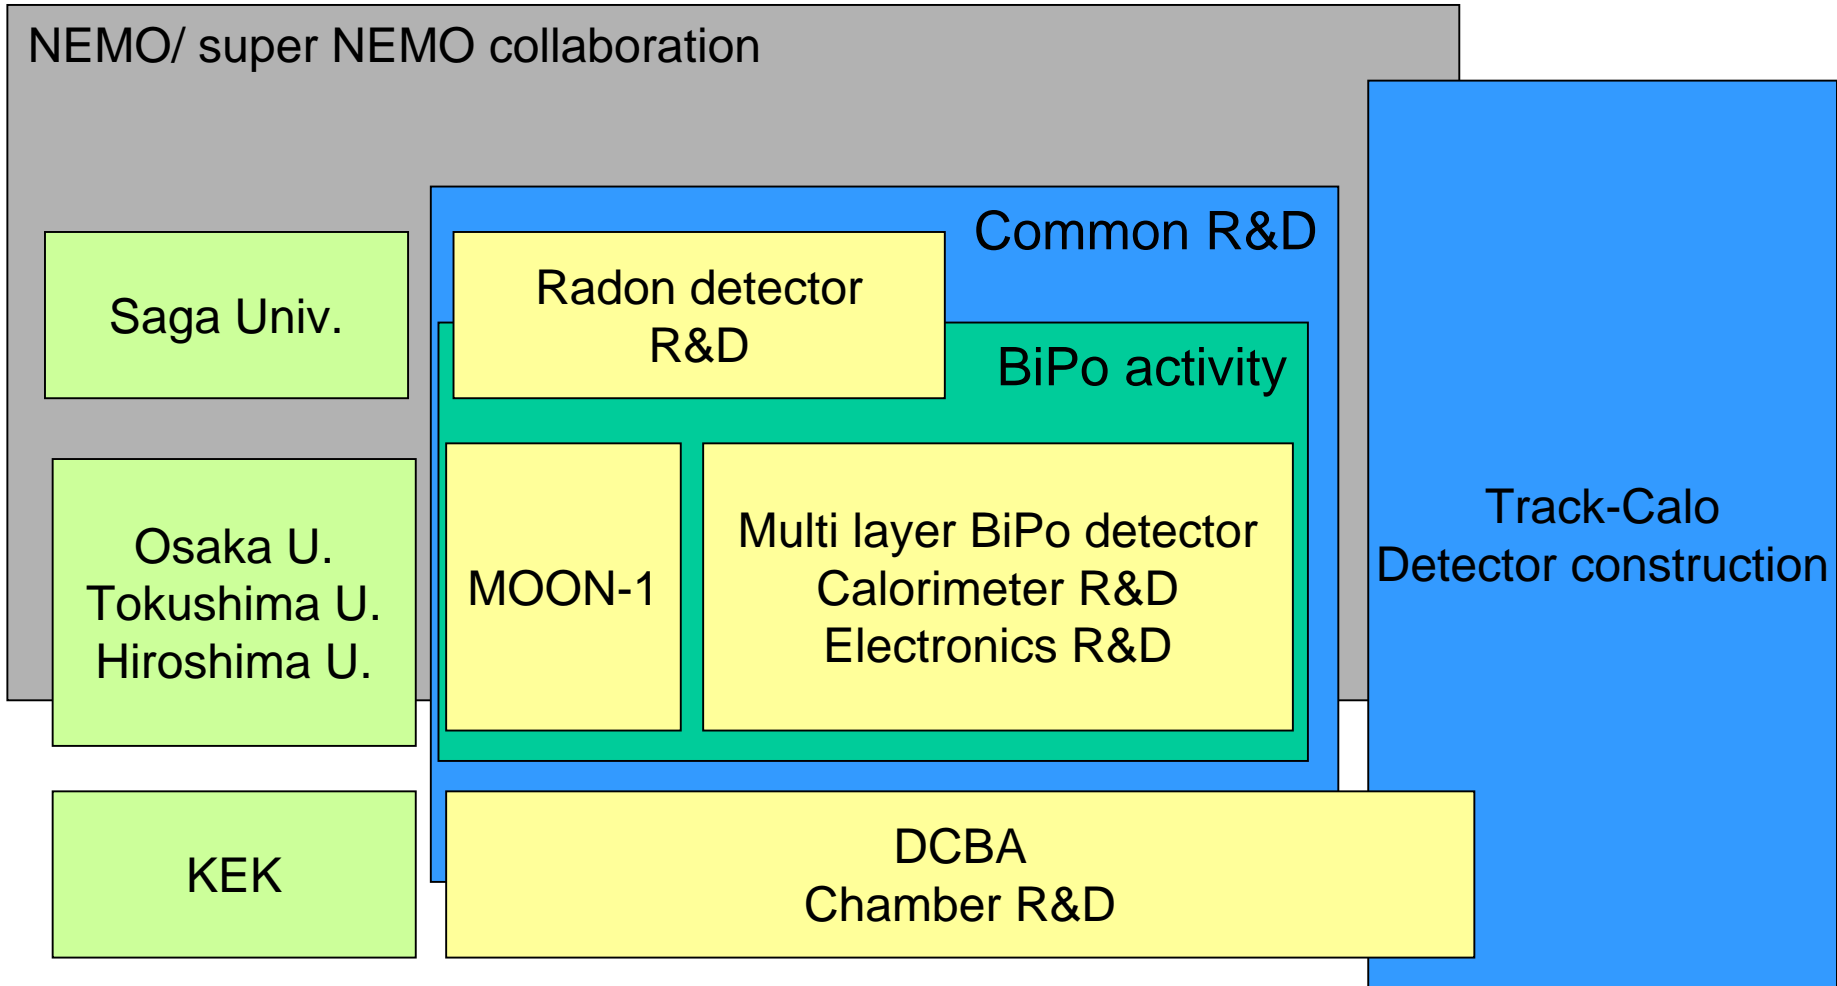 NEMO/ super NEMO collaboration
Common R&D
Saga Univ.
Radon detector
R&D
BiPo activity
Osaka U.
Tokushima U.
Hiroshima U.
MOON-1
Multi layer BiPo detector
Calorimeter R&D
Electronics R&D
Track-Calo
Detector construction
KEK
DCBA
Chamber R&D